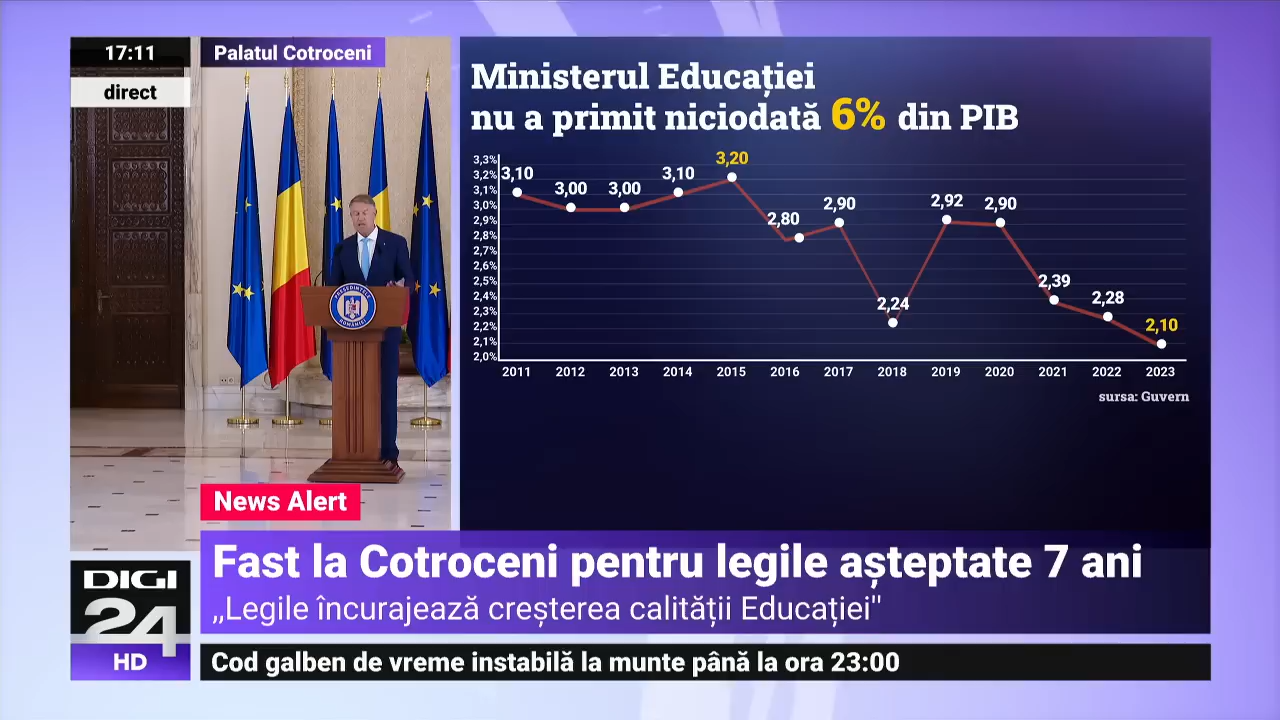 17:11
direct
Palatul Cotroceni
Ministerul Educației
nu a primit niciodată 6% din PIB
3,3%
3,2%
3,1%
3,0%
2,9%
2,8%
2,7%
2,6%
2,5%
2,4%
2,3%
2,2%
2,1%
2,0%
3,10
3,00
3,00
3,10
3,20
2,80
2,90
2,24
2,92
2,90
2,39
2,28
2,10
2011 2012 2013 2014 2015 2016 2017 2018 2019 2020 2021 2022 2023
sursa: Guvern
PREȘEDINTELE
ROMÂNIEI
News Alert
Fast la Cotroceni pentru legile așteptate 7 ani
,,Legile încurajează creșterea calității Educației"
DIGI
24
HD
Cod galben de vreme instabilă la munte până la ora 23:00